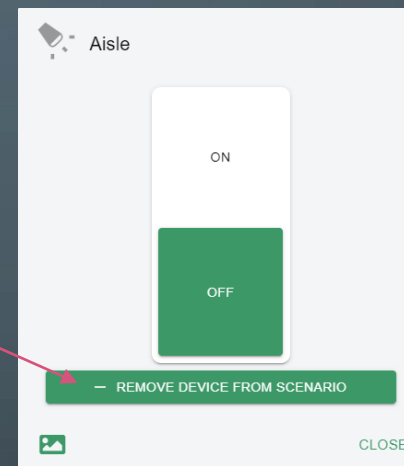 Aisle
ON
OFF
— REMOVE DEVICE FROM SCENARIO
CLOSE